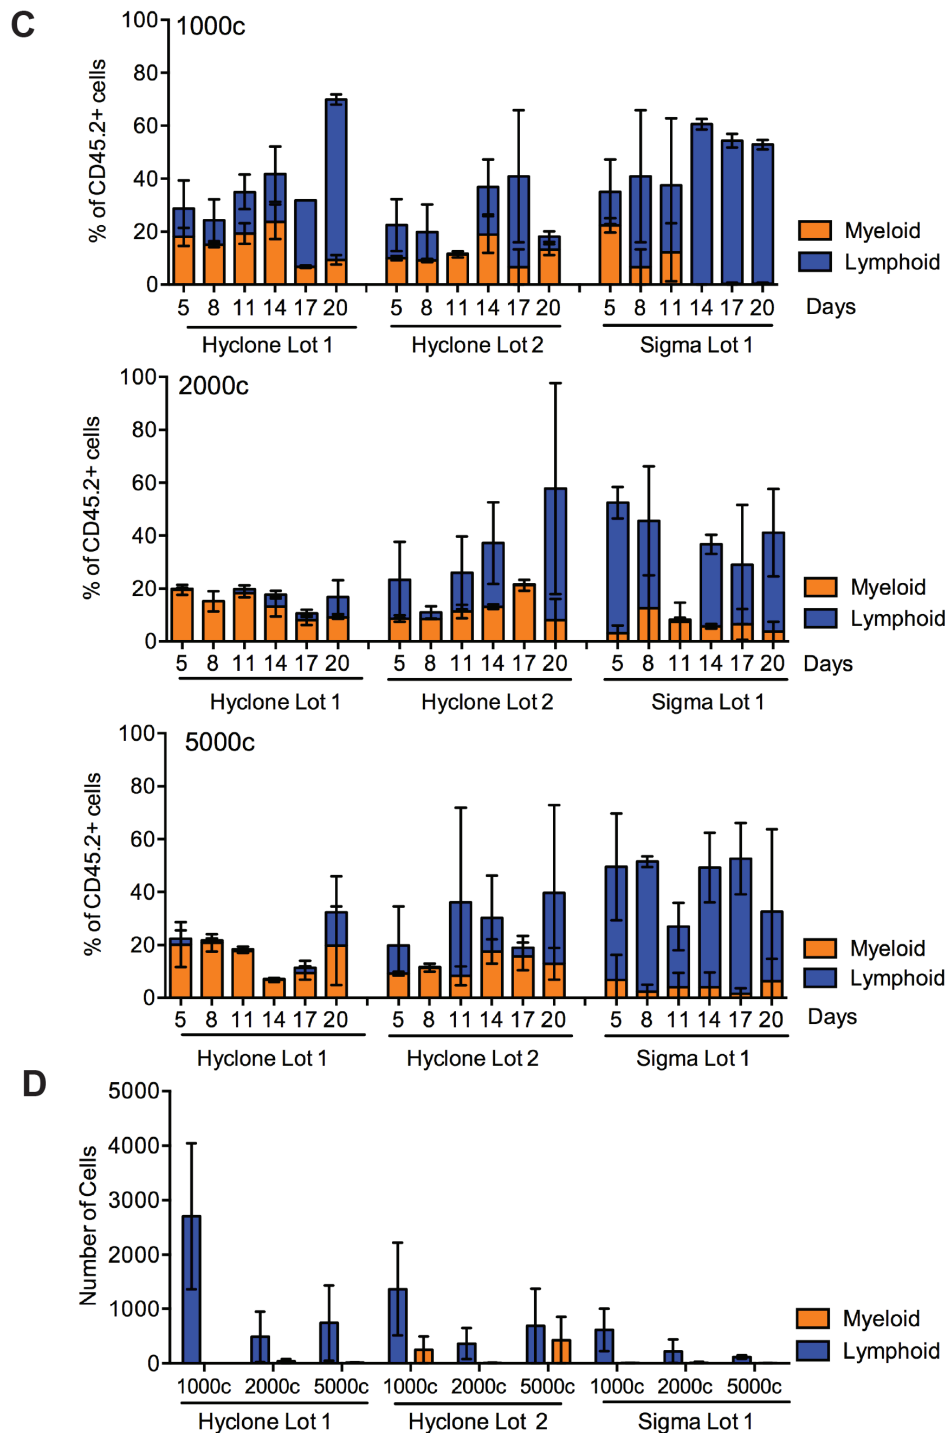 C
1000c
100
80
60
40
20
0
% of CD45.2+ cells
5 8 11 14 17 20 5 8 11 14 17 20 5 8 11 14 17 20 Days
Hyclone Lot 1 Hyclone Lot 2 Sigma Lot 1
Myeloid
Lymphoid
2000c
100
80
60
40
20
0
% of CD45.2+ cells
5 8 11 14 17 20 5 8 11 14 17 20 5 8 11 14 17 20 Days
Hyclone Lot 1 Hyclone Lot 2 Sigma Lot 1
Myeloid
Lymphoid
5000c
100
80
60
40
20
0
% of CD45.2+ cells
5 8 11 14 17 20 5 8 11 14 17 20 5 8 11 14 17 20 Days
Hyclone Lot 1 Hyclone Lot 2 Sigma Lot 1
Myeloid
Lymphoid
D
5000
4000
3000
2000
1000
0
Number of Cells
1000c 2000c 5000c 1000c 2000c 5000c 1000c 2000c 5000c
Hyclone Lot 1 Hyclone Lot 2 Sigma Lot 1
Myeloid
Lymphoid